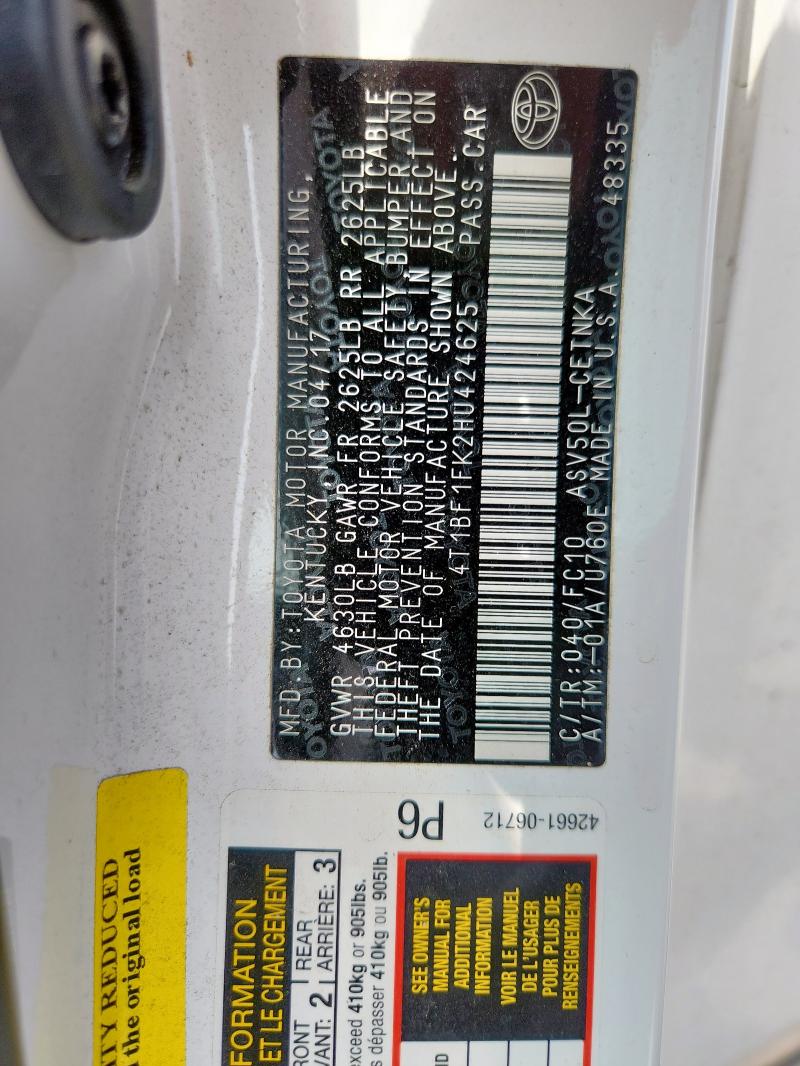 MFD.BY:TOYOTA MOTOR MANUFACTURING,
KENTUCKY, INC.04/17
GVWR 4630LB GAWR FR 2625LB RR 2625LB
THIS VEHICLE CONFORMS TO ALL APPLICABLE
FEDERAL MOTOR VEHICLE SAFETY, BUMPER,AND
THEFT PREVENTION STANDARDS IN EFFECT ON
THE DATE OF MANUFACTURE SHOWN ABOVE.
4T1BF1FK2HU424625 PASS.CAR
C/TR:040/FC10 ASV50L-CETNKA
A/TM:-01A/U760E MADE IN U.S.A. 48335
P6
42661-06712
REDUCED
the original load
FORMATION
ET LE CHARGEMENT
2 REAR
ARRIÈRE: 3
exceed 410kg or 905lbs.
dépasser 410kg ou 905lb.
SEE OWNER'S
MANUAL FOR
ADDITIONAL
INFORMATION
VOIR LE MANUEL
DE L'USAGER
POUR PLUS DE
RENSEIGNEMENTS